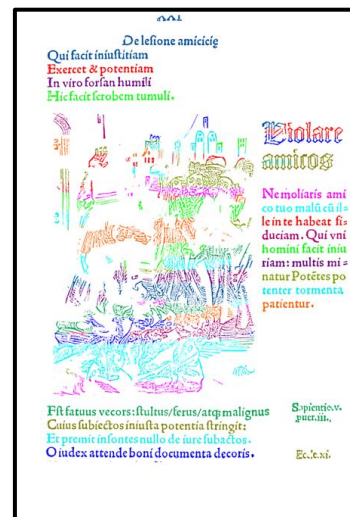 XXI
De lesione amicicię
Qui facit iniustitiam
Exercet & potentiam
In viro forsan humili
Hic facit scrobem tumuli.
Violare
amicos
Ne moliaris ami
co tuo malū cū il-
le in te habeat fi-
duciam. Qui vni
homini facit iniu
riam: multis mi-
natur Potētes po
tenter tormenta
patientur.
Est fatuus vecors: stultus/ferus/atq; malignus
Cuius subiectos iniusta potentia stringit:
Et premit insontes nullo de iure subactos.
O iudex attende boni documenta decoris.
Sapientie.v.
puer.iii.
Ec.le.xi.